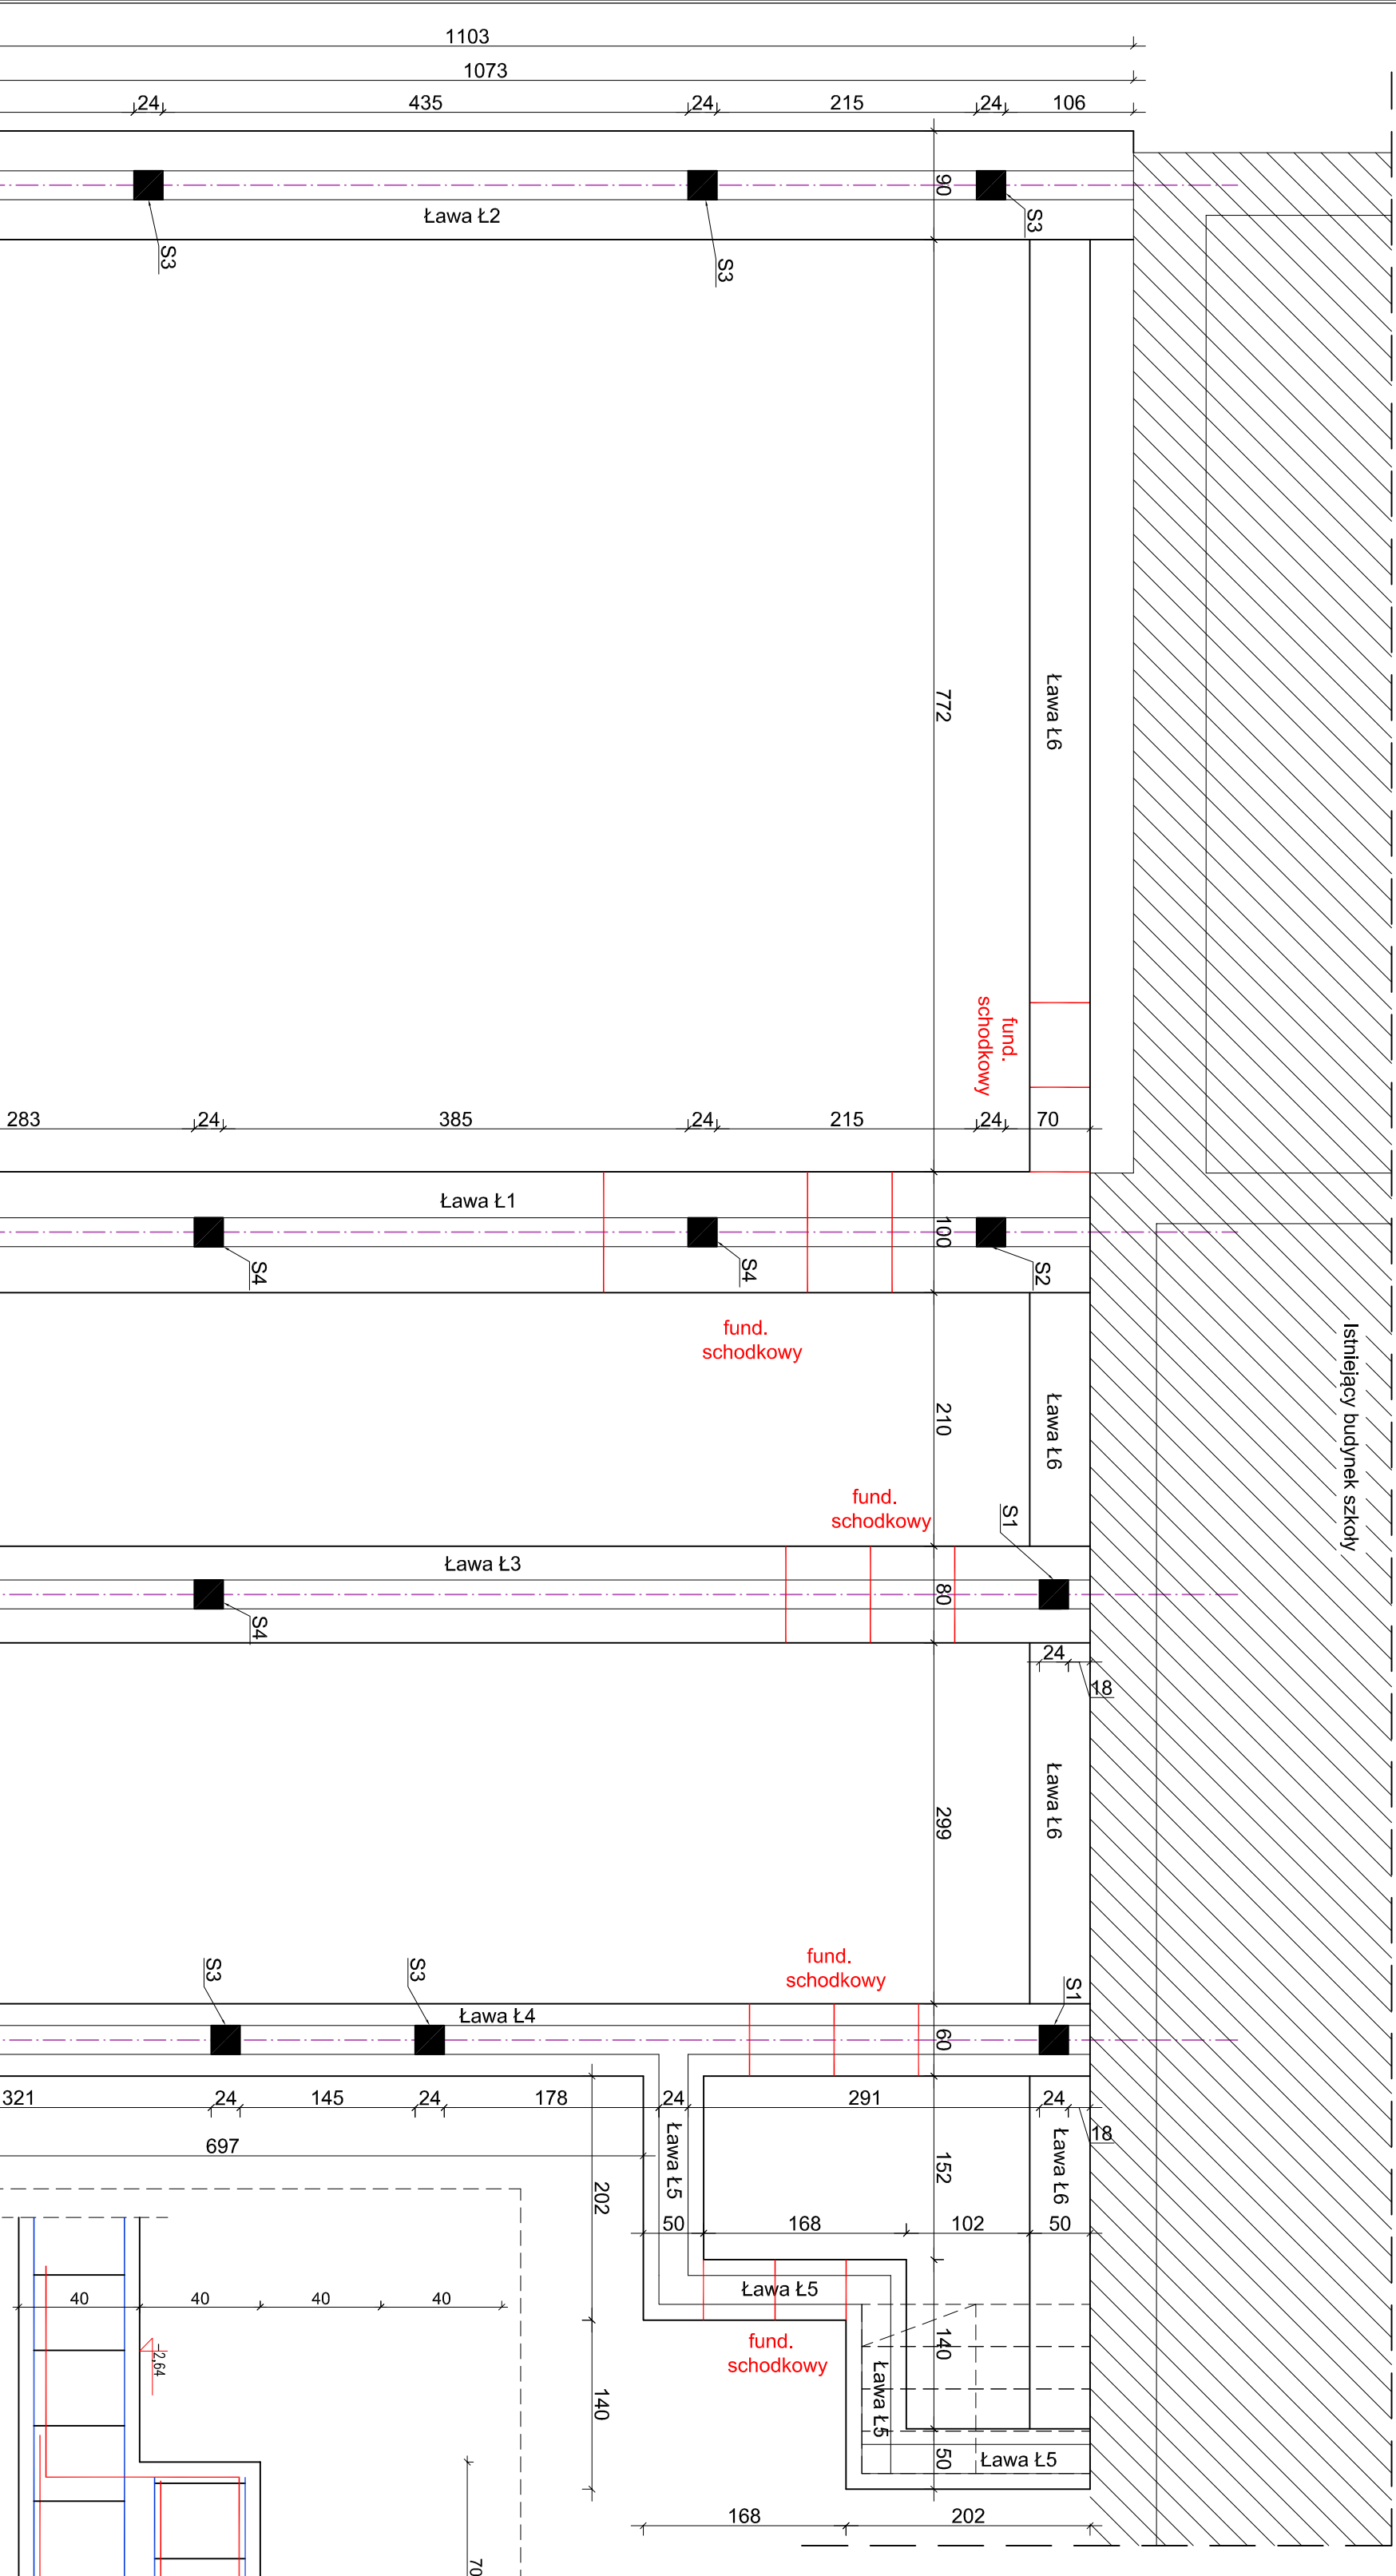 1103
1073
24
435
24
215
24
106
90
Ława Ł2
S3
S3
S3
772
Ława Ł6
fund.
schodkowy
283
24
385
24
215
24
70
Ława Ł1
100
S4
S4
S2
fund.
schodkowy
Istniejący budynek szkoły
210
Ława Ł6
fund.
schodkowy
S1
Ława Ł3
80
S4
24
18
299
Ława Ł6
S3
S3
fund.
schodkowy
S1
Ława Ł4
60
321
24
145
24
178
24
291
24
18
697
Ława Ł5
202
152
Ława Ł6
50
168
102
50
Ława Ł5
40
40
40
40
-2,64
fund.
schodkowy
140
Ława Ł5
140
50
Ława Ł5
168
202
70